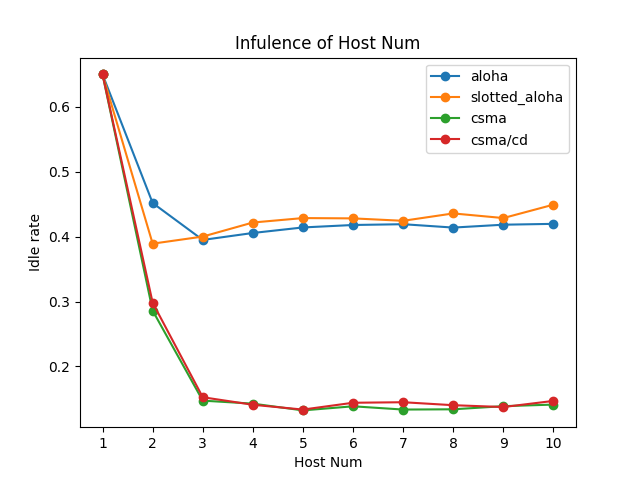 Infulence of Host Num
aloha
slotted_aloha
csma
csma/cd
0.6
0.5
0.4
0.3
0.2
Idle rate
1 2 3 4 5 6 7 8 9 10
Host Num